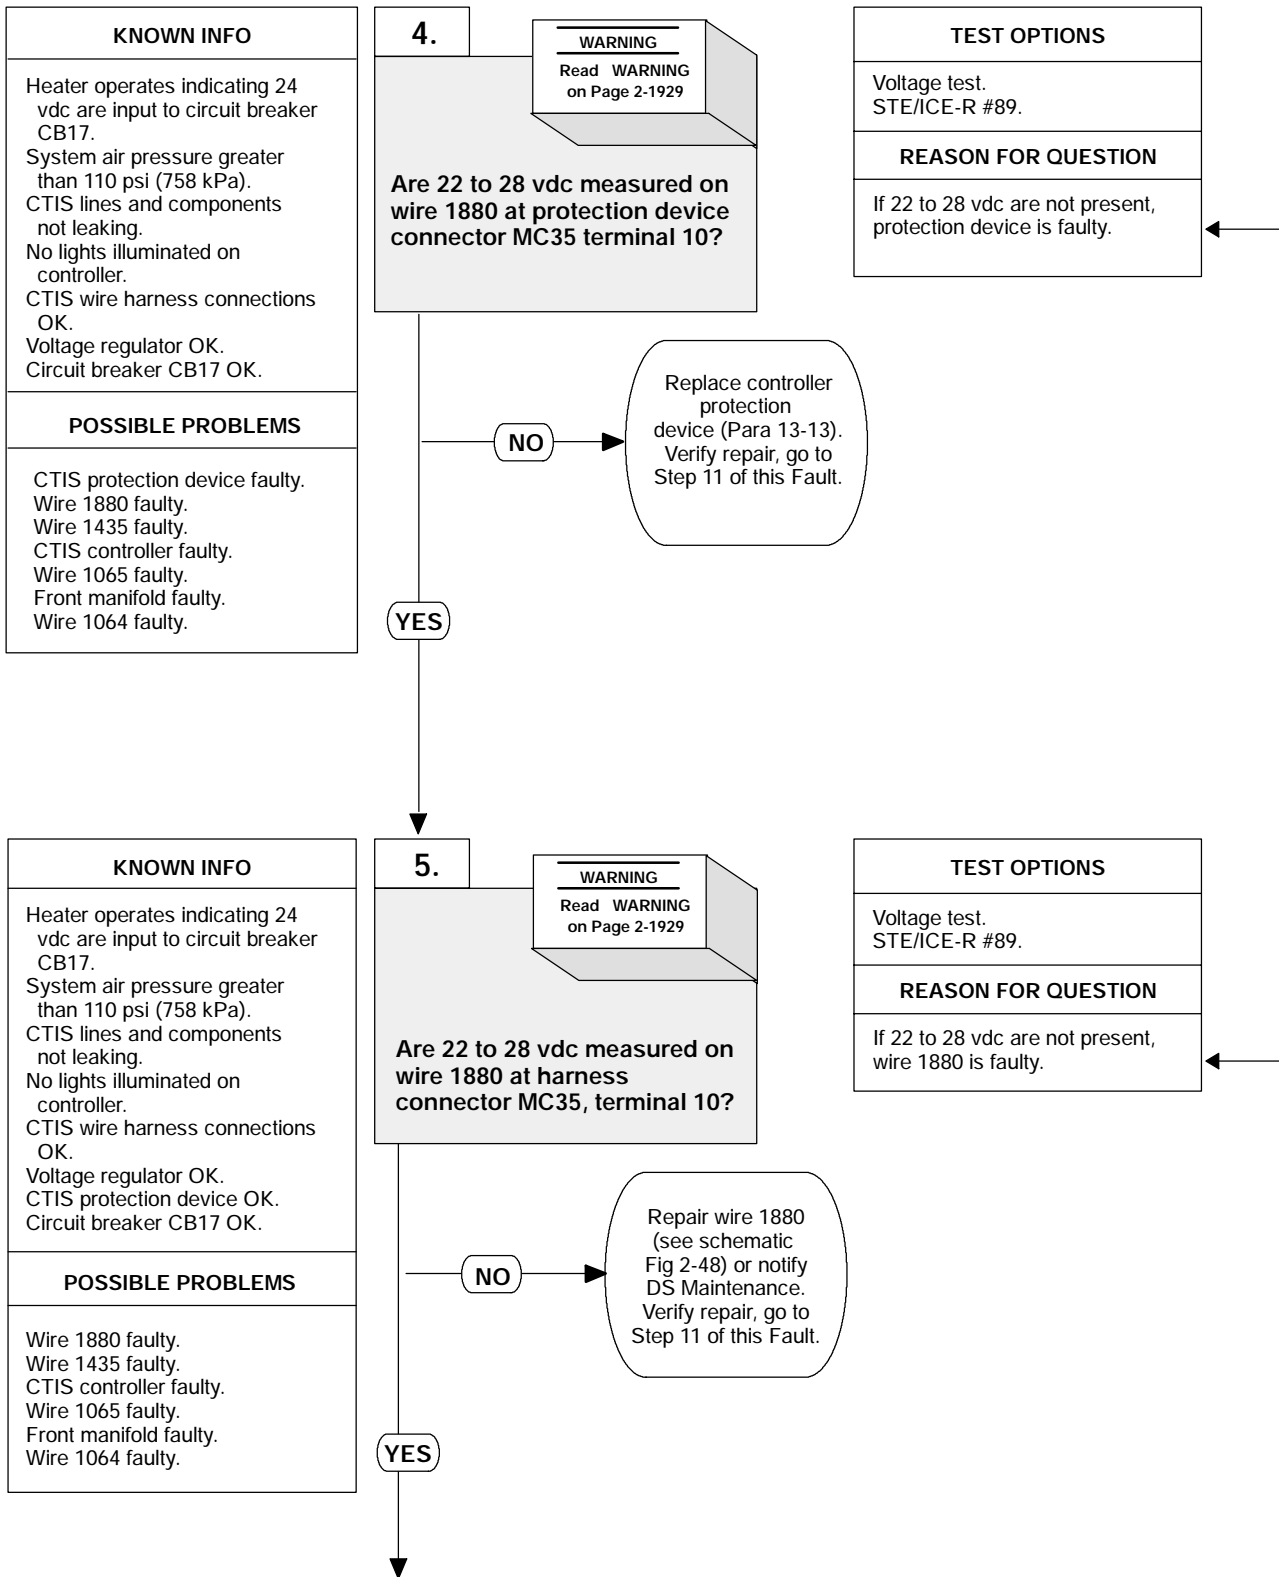 KNOWN INFO
Heater operates indicating 24
vdc are input to circuit breaker
CB17.
System air pressure greater
than 110 psi (758 kPa).
CTIS lines and components
not leaking.
No lights illuminated on
controller.
CTIS wire harness connections
OK.
Voltage regulator OK.
Circuit breaker CB17 OK.
POSSIBLE PROBLEMS
CTIS protection device faulty.
Wire 1880 faulty.
Wire 1435 faulty.
CTIS controller faulty.
Wire 1065 faulty.
Front manifold faulty.
Wire 1064 faulty.
4.
WARNING
Read WARNING
on Page 2-1929
Are 22 to 28 vdc measured on
wire 1880 at protection device
connector MC35 terminal 10?
TEST OPTIONS
Voltage test.
STE/ICE-R #89.
REASON FOR QUESTION
If 22 to 28 vdc are not present,
protection device is faulty.
NO
Replace controller
protection
device (Para 13-13).
Verify repair, go to
Step 11 of this Fault.
YES
KNOWN INFO
Heater operates indicating 24
vdc are input to circuit breaker
CB17.
System air pressure greater
than 110 psi (758 kPa).
CTIS lines and components
not leaking.
No lights illuminated on
controller.
CTIS wire harness connections
OK.
Voltage regulator OK.
CTIS protection device OK.
Circuit breaker CB17 OK.
POSSIBLE PROBLEMS
Wire 1880 faulty.
Wire 1435 faulty.
CTIS controller faulty.
Wire 1065 faulty.
Front manifold faulty.
Wire 1064 faulty.
5.
WARNING
Read WARNING
on Page 2-1929
Are 22 to 28 vdc measured on
wire 1880 at harness
connector MC35, terminal 10?
TEST OPTIONS
Voltage test.
STE/ICE-R #89.
REASON FOR QUESTION
If 22 to 28 vdc are not present,
wire 1880 is faulty.
NO
Repair wire 1880
(see schematic
Fig 2-48) or notify
DS Maintenance.
Verify repair, go to
Step 11 of this Fault.
YES